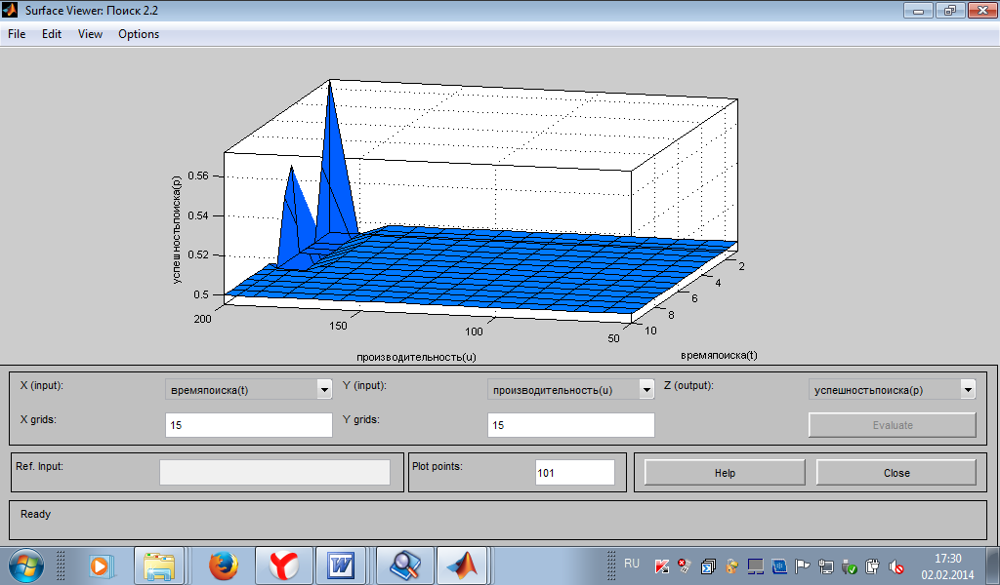 Surface Viewer: Поиск 2.2
File Edit View Options
успешностьпоиска(p)
0.56
0.54
0.52
0.5
200
150
100
50
2
4
6
8
10
производительность(u)
времяпоиска(t)
X (input): времяпоиска(t) Y (input): производительность(u) Z (output): успешностьпоиска(p)
X grids: 15 Y grids: 15 Evaluate
Ref. Input: Plot points: 101 Help Close
Ready
RU
17:30
02.02.2014